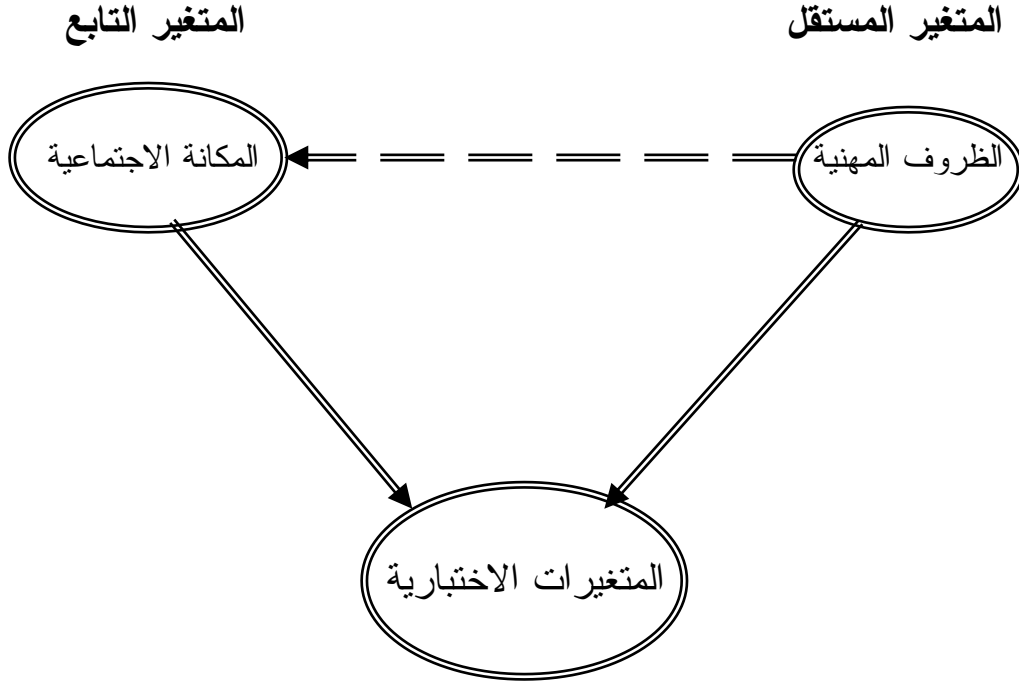 المتغير المستقل
المتغير التابع
الظروف المهنية
المكانة الاجتماعية
المتغيرات الاختبارية